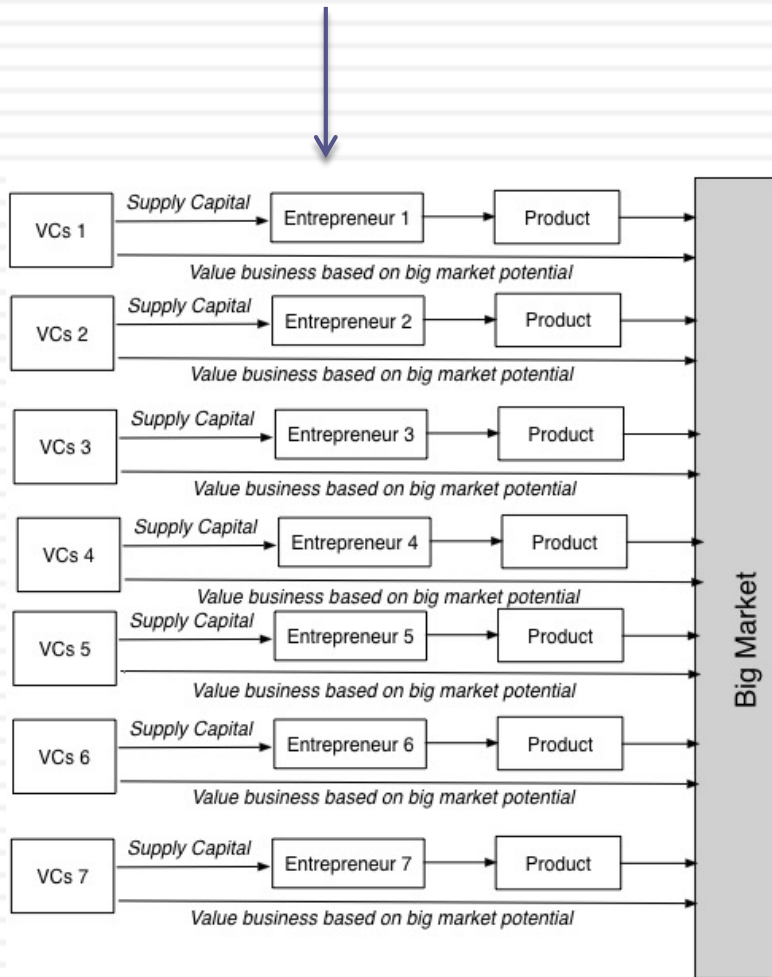 Supply Capital
VCs 1
Entrepreneur 1
Product
Value business based on big market potential
Supply Capital
VCs 2
Entrepreneur 2
Product
Value business based on big market potential
Supply Capital
VCs 3
Entrepreneur 3
Product
Value business based on big market potential
Supply Capital
VCs 4
Entrepreneur 4
Product
Value business based on big market potential
Supply Capital
VCs 5
Entrepreneur 5
Product
Value business based on big market potential
Supply Capital
VCs 6
Entrepreneur 6
Product
Value business based on big market potential
Supply Capital
VCs 7
Entrepreneur 7
Product
Value business based on big market potential
Big Market